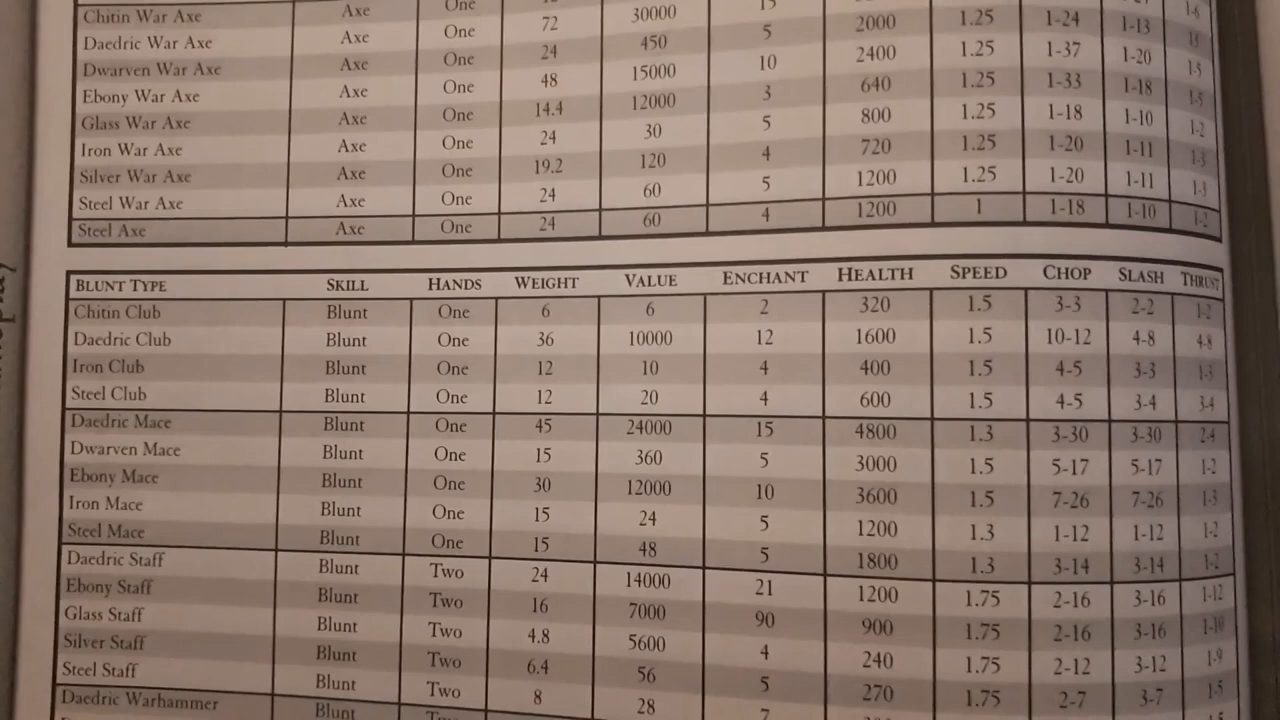 Chitin War Axe Axe One
Daedric War Axe Axe One 72 30000 15 1-6
Dwarven War Axe Axe One 24 450 5 2000 1.25 1-24 1-13
Ebony War Axe Axe One 48 15000 10 2400 1.25 1-37 1-20 1-5
Glass War Axe Axe One 14.4 12000 3 640 1.25 1-33 1-18 1-5
Iron War Axe Axe One 24 30 5 800 1.25 1-18 1-10 1-2
Silver War Axe Axe One 19.2 120 4 720 1.25 1-20 1-11 1-3
Steel War Axe Axe One 24 60 5 1200 1.25 1-20 1-11 1-3
Steel Axe Axe One 24 60 4 1200 1 1-18 1-10 1-2
BLUNT TYPE SKILL HANDS WEIGHT VALUE ENCHANT HEALTH SPEED CHOP SLASH THRUST
Chitin Club Blunt One 6 6 2 320 1.5 3-3 2-2 1-2
Daedric Club Blunt One 36 10000 12 1600 1.5 10-12 4-8 4-8
Iron Club Blunt One 12 10 4 400 1.5 4-5 3-3 1-3
Steel Club Blunt One 12 20 4 600 1.5 4-5 3-4 3-4
Daedric Mace Blunt One 45 24000 15 4800 1.3 3-30 3-30 2-4
Dwarven Mace Blunt One 15 360 5 3000 1.5 5-17 5-17 1-2
Ebony Mace Blunt One 30 12000 10 3600 1.5 7-26 7-26 1-3
Iron Mace Blunt One 15 24 5 1200 1.3 1-12 1-12 1-2
Steel Mace Blunt One 15 48 5 1800 1.3 3-14 3-14 1-2
Daedric Staff Blunt Two 24 14000 21 1200 1.75 2-16 3-16 1-12
Ebony Staff Blunt Two 16 7000 90 900 1.75 2-16 3-16 1-10
Glass Staff Blunt Two 4.8 5600 4 240 1.75 2-12 3-12 1-9
Silver Staff Blunt Two 6.4 56 5 270 1.75 2-7 3-7 1-5
Steel Staff Blunt Two 8 28 7
Daedric Warhammer Blunt